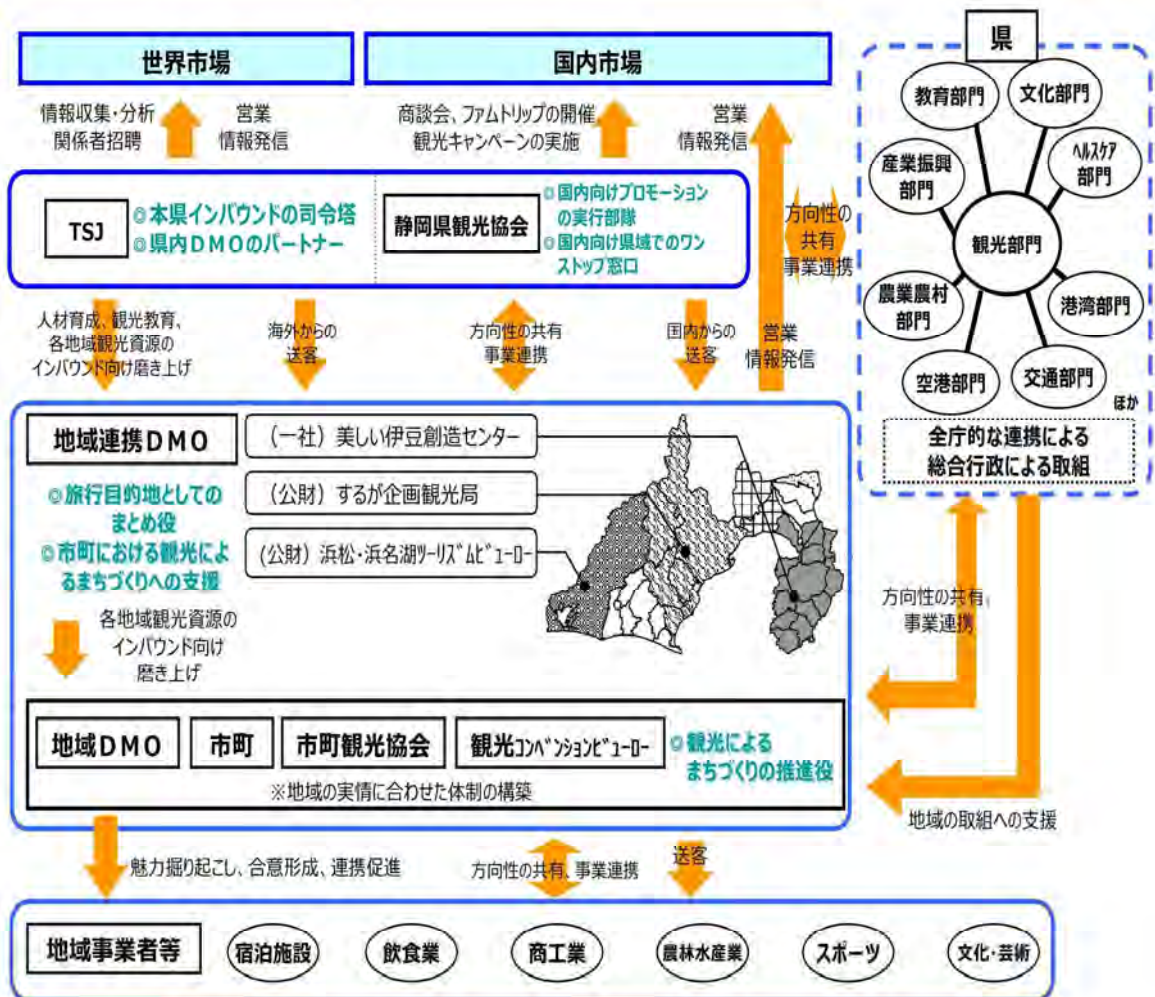 世界市場
国内市場
県
情報収集・分析
関係者招聘
営業
情報発信
商談会、ファムトリップの開催
観光キャンペーンの実施
営業
情報発信
教育部門
文化部門
産業振興
部門
ﾍﾙｽｹｱ
部門
観光部門
農業農村
部門
港湾部門
空港部門
交通部門
ほか
全庁的な連携による
総合行政による取組
TSJ
◎本県インバウンドの司令塔
◎県内DMOのパートナー
静岡県観光協会
◎国内向けプロモーション
の実行部隊
◎国内向け県域でのワン
ストップ窓口
方向性の
共有
事業連携
人材育成、観光教育、
各地域観光資源の
インバウンド向け磨き上げ
海外からの
送客
方向性の共有
事業連携
国内からの
送客
営業
情報発信
地域連携DMO
(一社)美しい伊豆創造センター
(公財)するが企画観光局
(公財)浜松・浜名湖ﾂｰﾘｽﾞﾑﾋﾞｭｰﾛｰ
◎旅行目的地としての
まとめ役
◎市町における観光によ
るまちづくりへの支援
各地域観光資源の
インバウンド向け
磨き上げ
方向性の共有、
事業連携
地域DMO
市町
市町観光協会
観光ｺﾝﾍﾞﾝｼｮﾝﾋﾞｭｰﾛｰ
◎観光による
まちづくりの推進役
※地域の実情に合わせた体制の構築
地域の取組への支援
魅力掘り起こし、合意形成、連携促進
方向性の共有、事業連携
送客
地域事業者等
宿泊施設
飲食業
商工業
農林水産業
スポーツ
文化・芸術